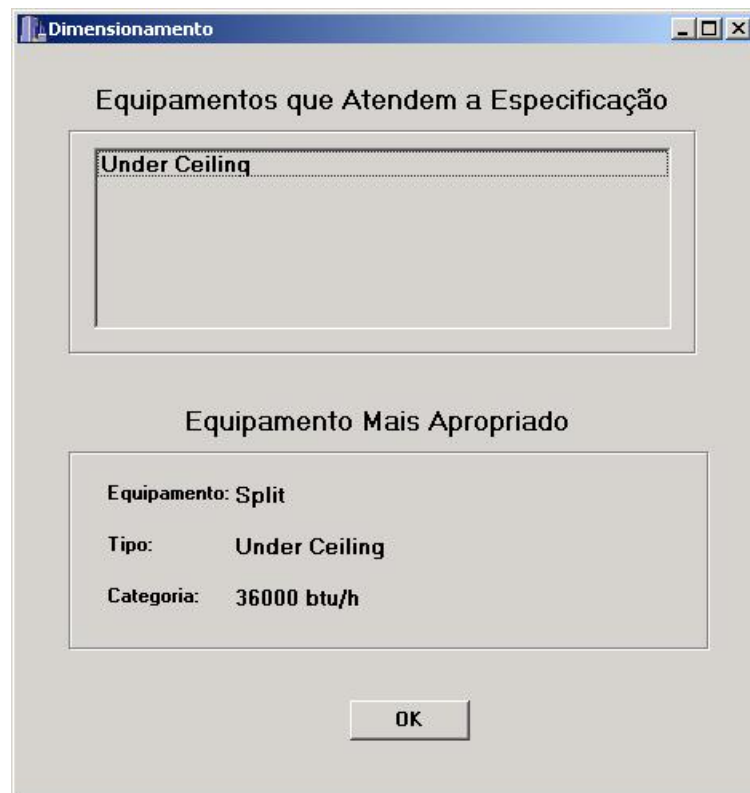 Dimensionamento
Equipamentos que Atendem a Especificação
Under Ceiling
Equipamento Mais Apropriado
Equipamento: Split
Tipo: Under Ceiling
Categoria: 36000 btu/h
OK